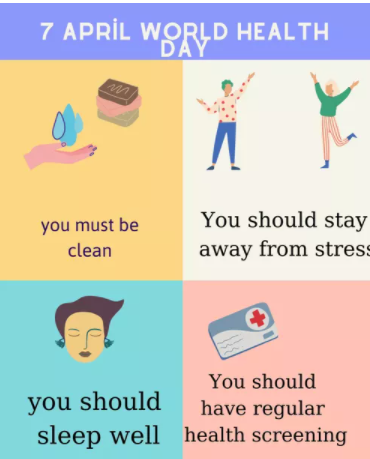 7 APRİL WORLD HEALTH
DAY
you must be
clean
You should stay
away from stress
you should
sleep well
You should
have regular
health screening